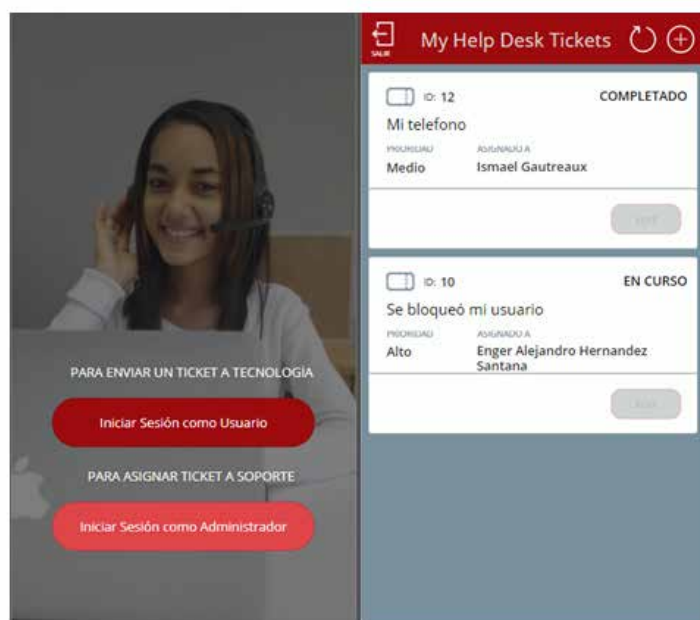 PARA ENVIAR UN TICKET A TECNOLOGÍA
Iniciar Sesión como Usuario
PARA ASIGNAR TICKET A SOPORTE
Iniciar Sesión como Administrador
SALIR
My Help Desk Tickets
ID: 12
COMPLETADO
Mi telefono
PRIORIDAD
ASIGNADO A
Medio
Ismael Gautreaux
ID: 10
EN CURSO
Se bloqueó mi usuario
PRIORIDAD
ASIGNADO A
Alto
Enger Alejandro Hernandez
Santana